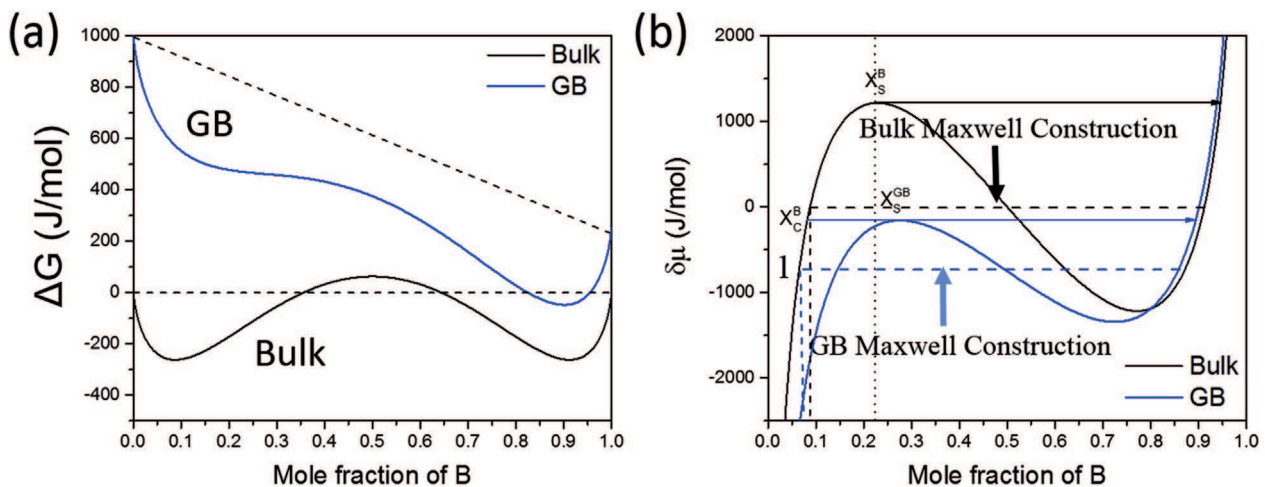 (a)
1000
800
600
400
200
0
-200
-400
ΔG (J/mol)
Bulk
GB
GB
Bulk
0.0 0.1 0.2 0.3 0.4 0.5 0.6 0.7 0.8 0.9 1.0
Mole fraction of B
(b)
2000
1000
0
-1000
-2000
δμ (J/mol)
X_S^B
Bulk Maxwell Construction
X_S^GB
X_C^B
1
GB Maxwell Construction
Bulk
GB
0.0 0.1 0.2 0.3 0.4 0.5 0.6 0.7 0.8 0.9 1.0
Mole fraction of B